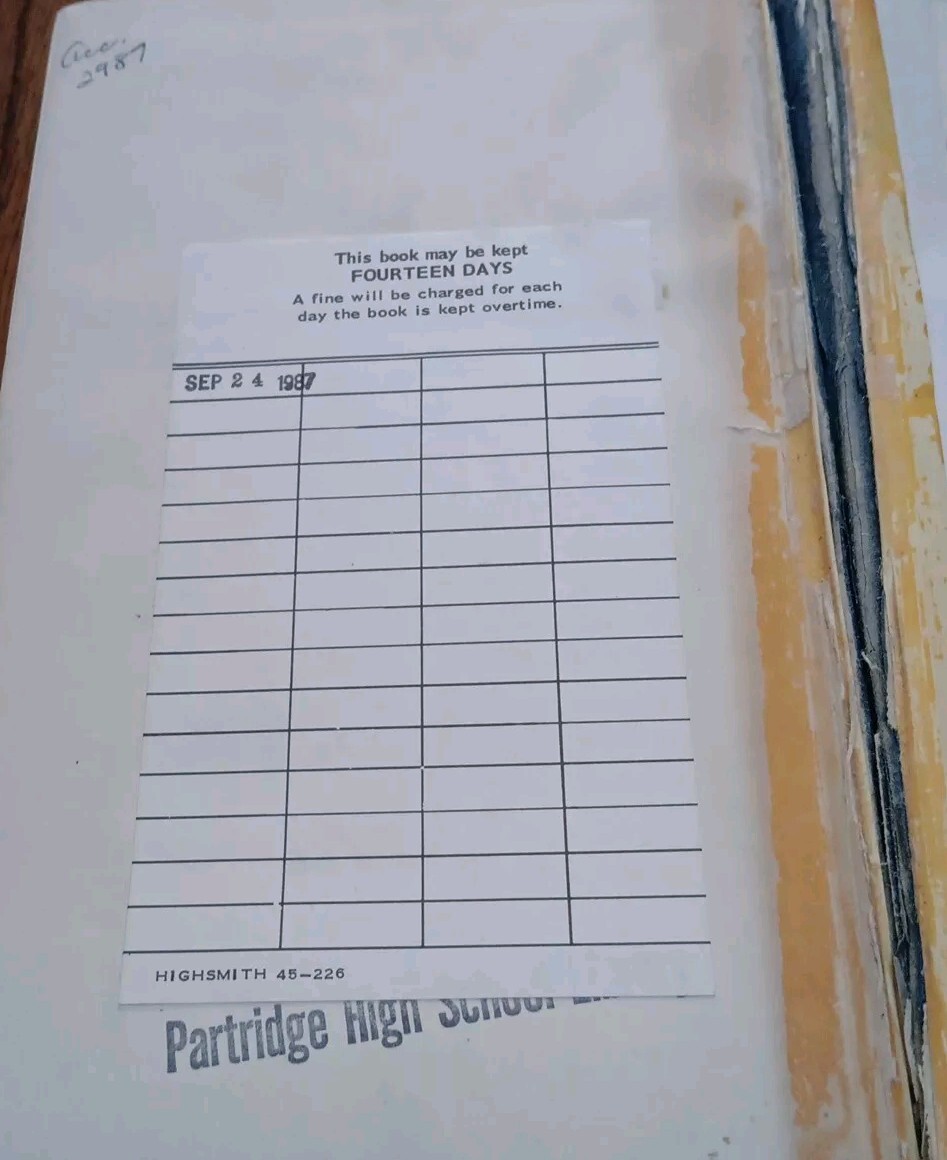 Acc.
2987
This book may be kept
FOURTEEN DAYS
A fine will be charged for each
day the book is kept overtime.
SEP 24 1987
HIGHSMITH 45-226
Partridge High School